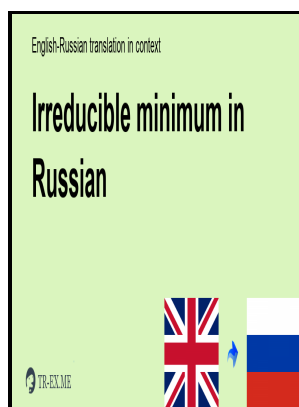 English-Russian translation in context
Irreducible minimum in
Russian
TR-EX.ME